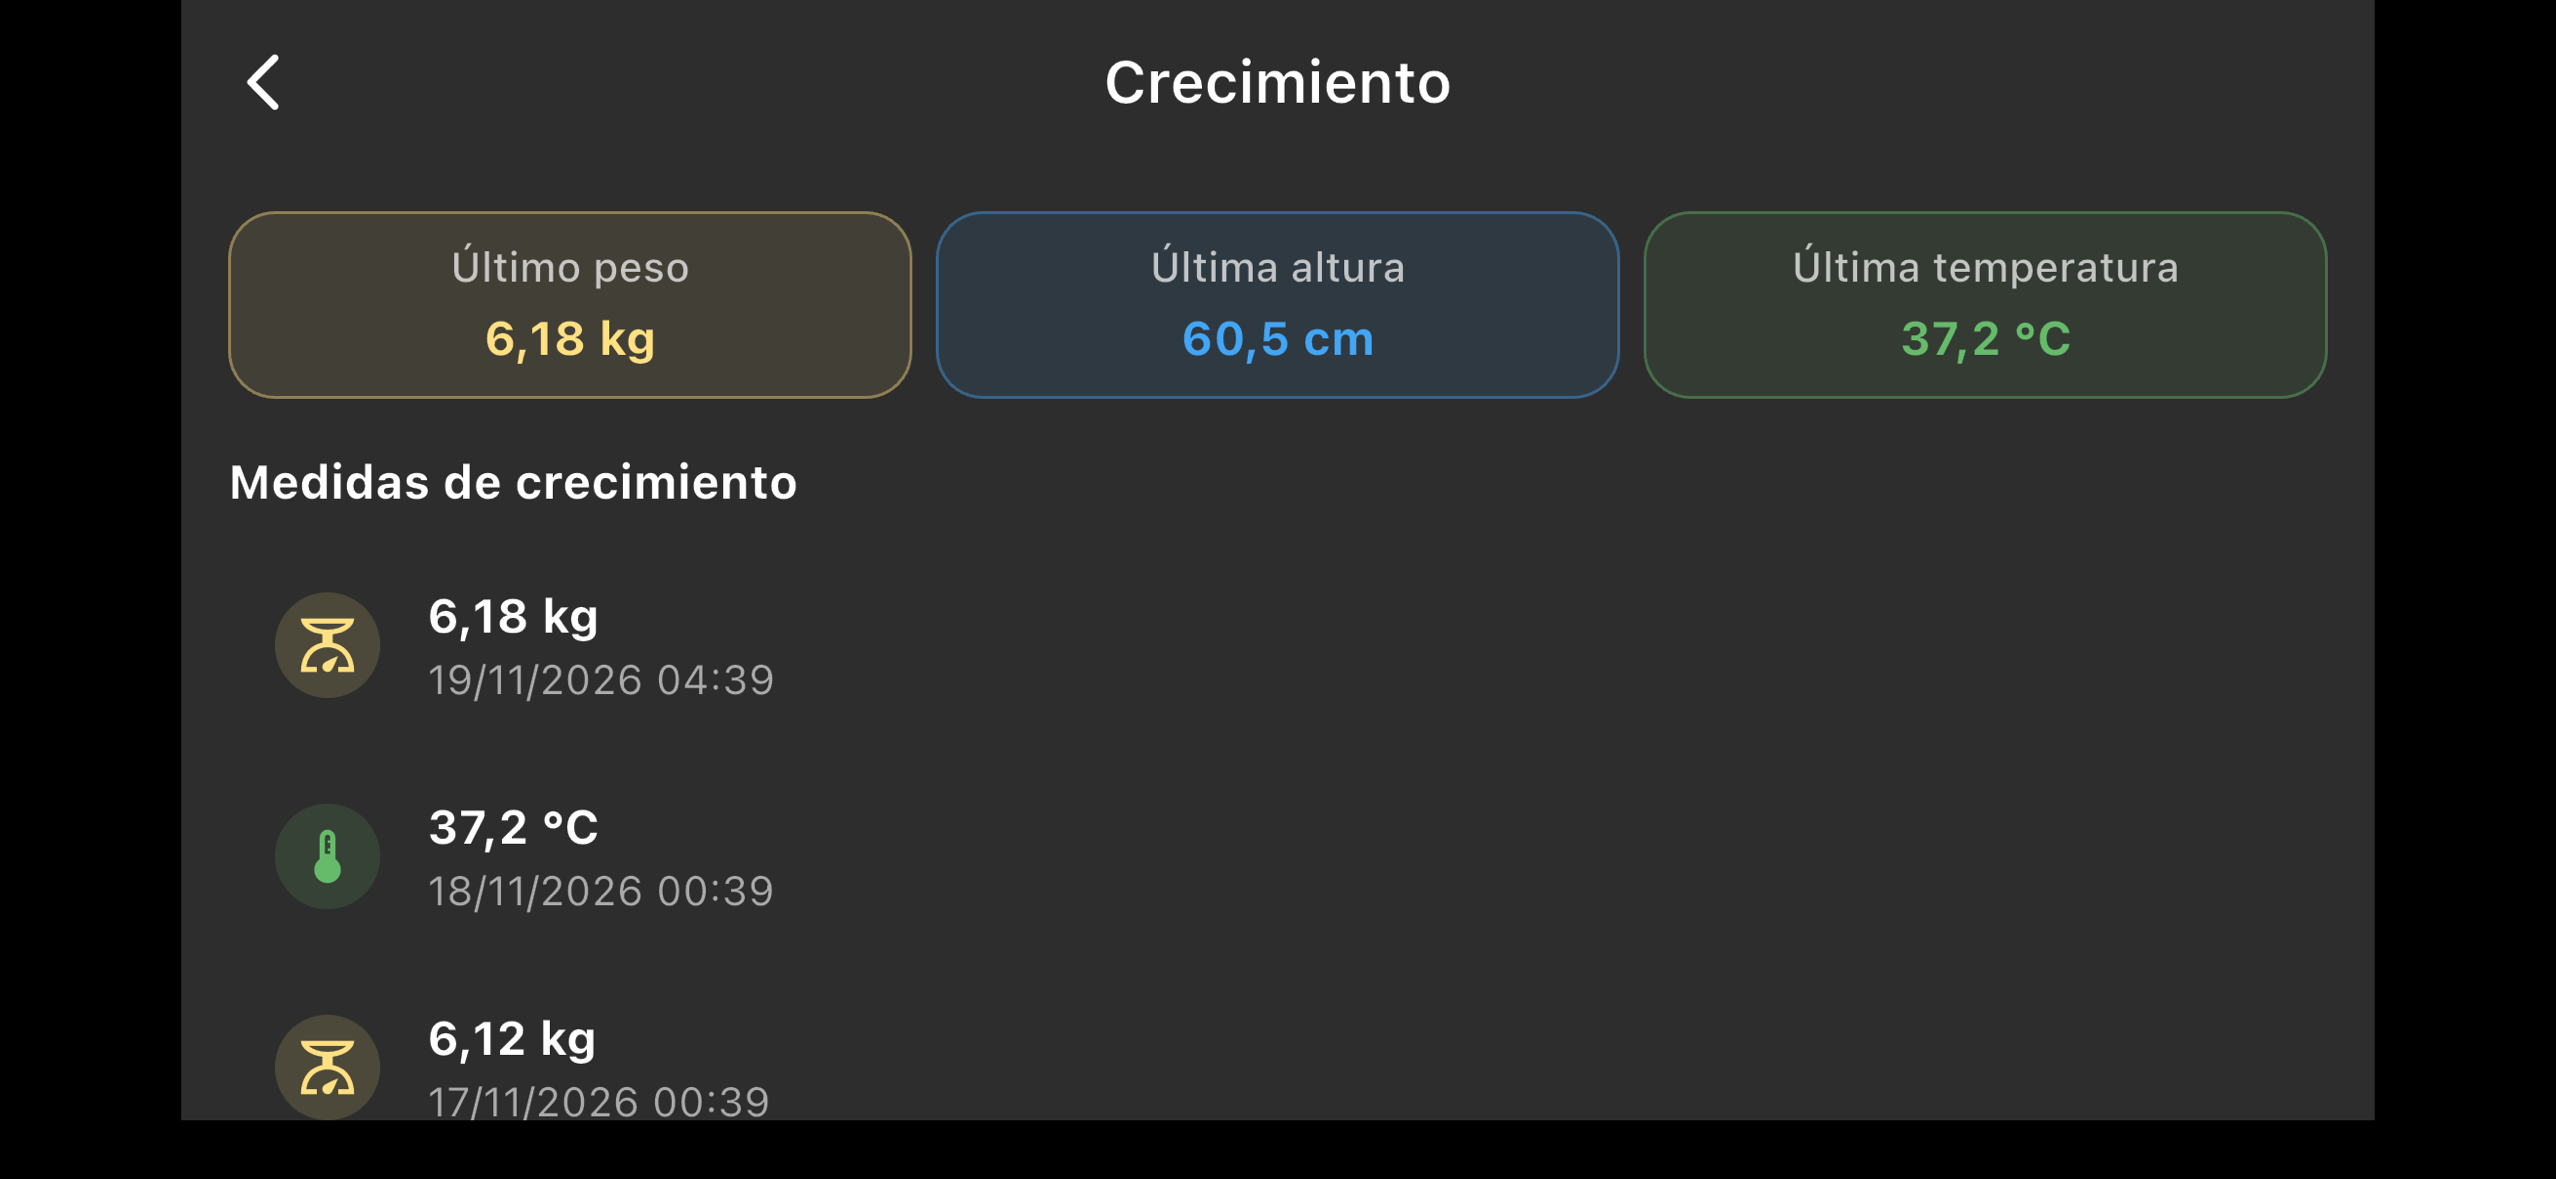 Crecimiento
Último peso
6,18 kg
Última altura
60,5 cm
Última temperatura
37,2 °C
Medidas de crecimiento
6,18 kg
19/11/2026 04:39
37,2 °C
18/11/2026 00:39
6,12 kg
17/11/2026 00:39